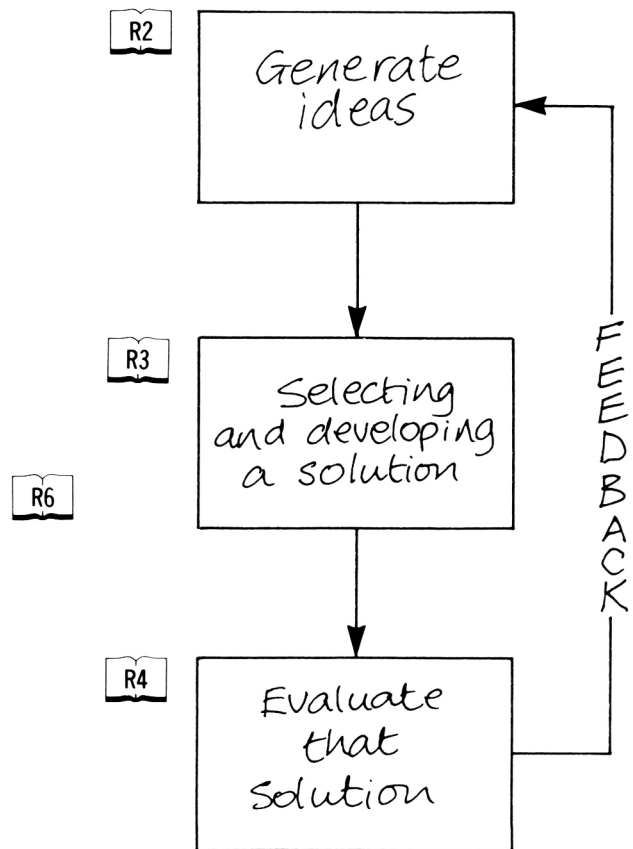 R2
Generate
ideas
R3
Selecting
and developing
a solution
R6
FEEDBACK
R4
Evaluate
that
solution